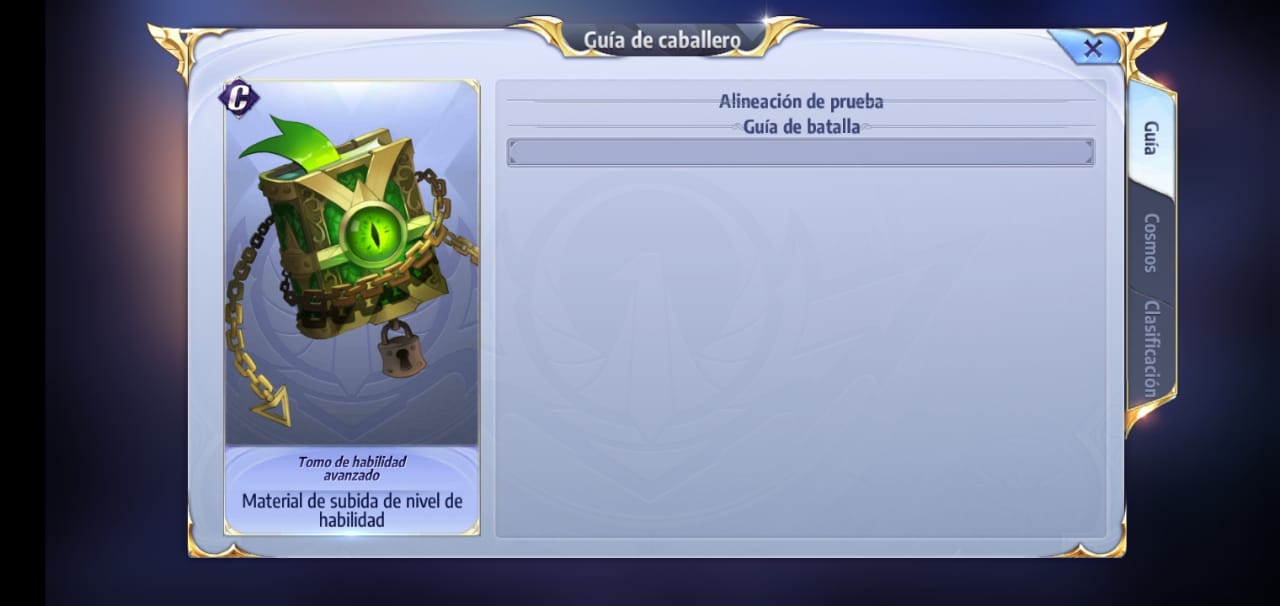 Guía de caballero
C
Alineación de prueba
Guía de batalla
Guía
Cosmos
Clasificación
Tomo de habilidad
avanzado
Material de subida de nivel de
habilidad